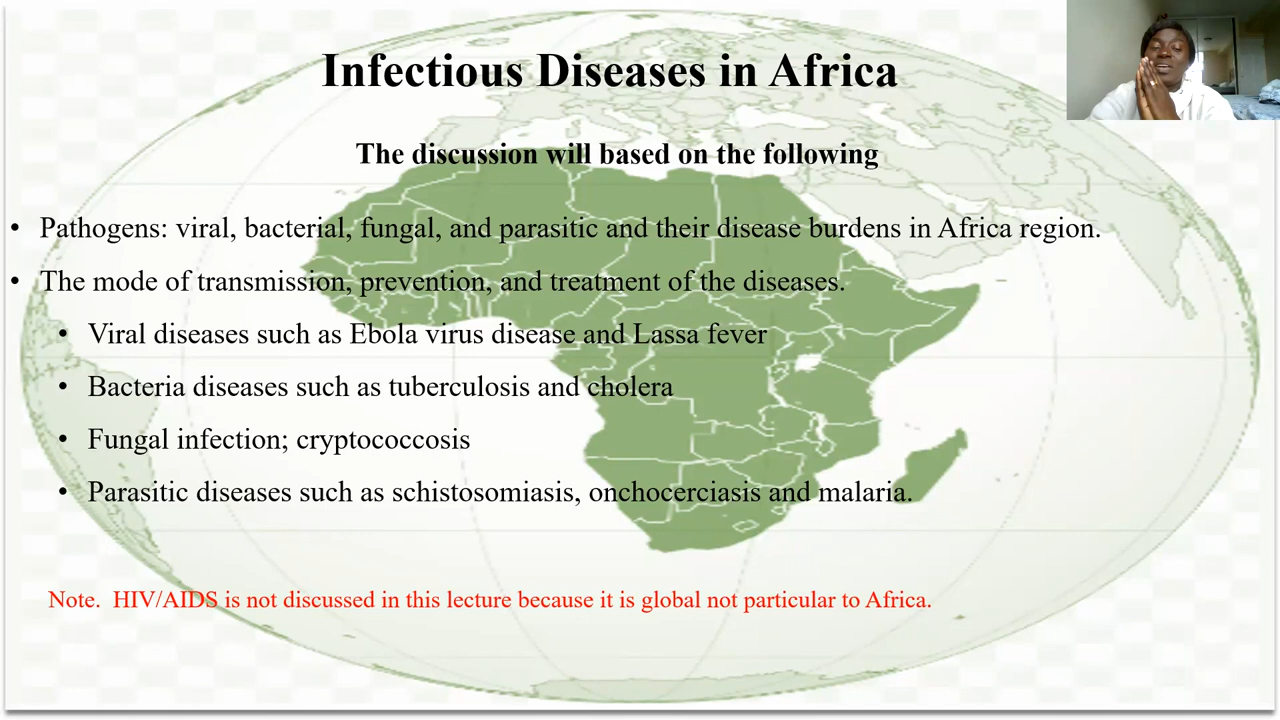 Infectious Diseases in Africa
The discussion will based on the following
• Pathogens: viral, bacterial, fungal, and parasitic and their disease burdens in Africa region.
• The mode of transmission, prevention, and treatment of the diseases.
• Viral diseases such as Ebola virus disease and Lassa fever
• Bacteria diseases such as tuberculosis and cholera
• Fungal infection; cryptococcosis
• Parasitic diseases such as schistosomiasis, onchocerciasis and malaria.
Note. HIV/AIDS is not discussed in this lecture because it is global not particular to Africa.